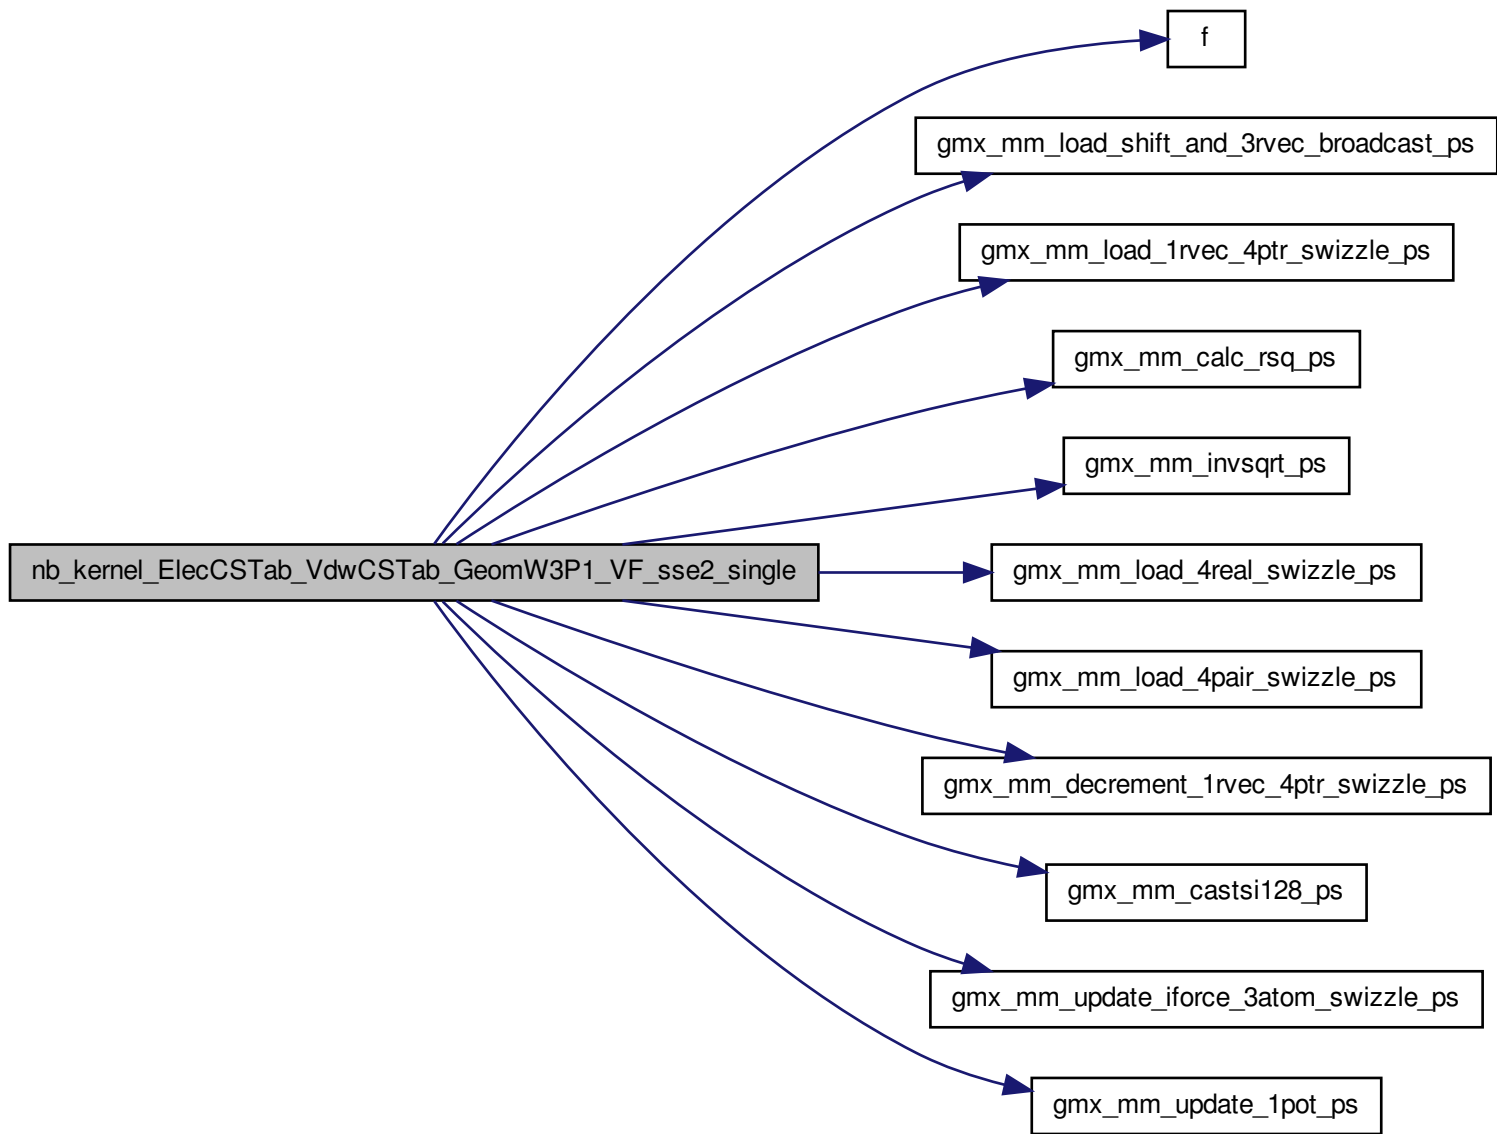 f
gmx_mm_load_shift_and_3rvec_broadcast_ps
gmx_mm_load_1rvec_4ptr_swizzle_ps
gmx_mm_calc_rsq_ps
gmx_mm_invsqrt_ps
nb_kernel_ElecCSTab_VdwCSTab_GeomW3P1_VF_sse2_single
gmx_mm_load_4real_swizzle_ps
gmx_mm_load_4pair_swizzle_ps
gmx_mm_decrement_1rvec_4ptr_swizzle_ps
gmx_mm_castsi128_ps
gmx_mm_update_iforce_3atom_swizzle_ps
gmx_mm_update_1pot_ps